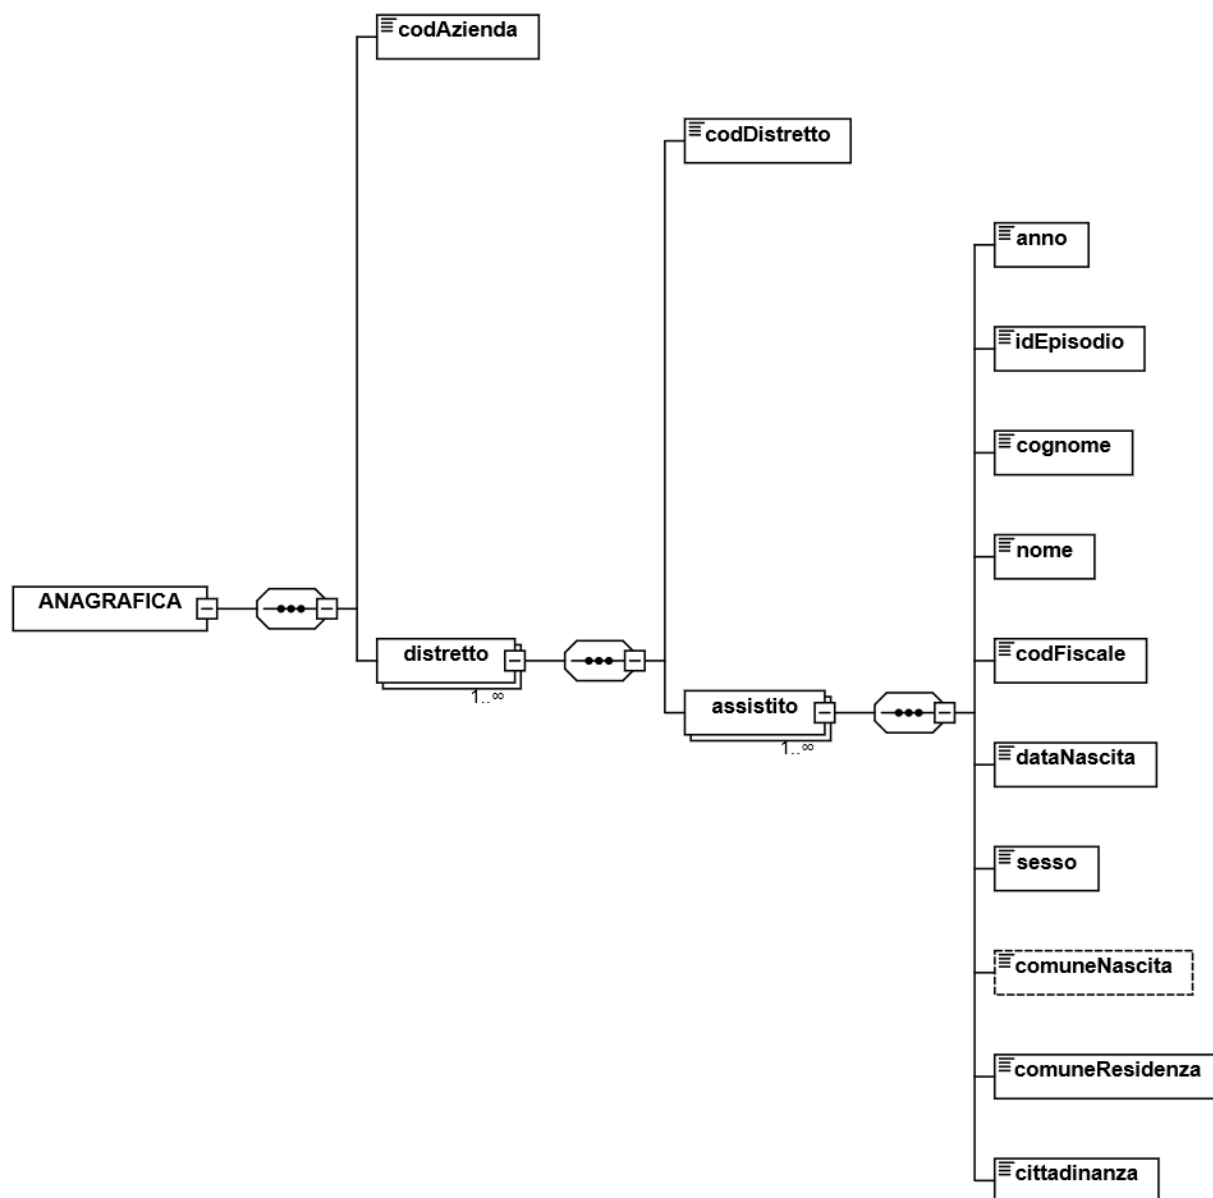 codAzienda
codDistretto
anno
idEpisodio
cognome
nome
ANAGRAFICA
distretto
1..∞
codFiscale
assistito
1..∞
dataNascita
sesso
comuneNascita
comuneResidenza
cittadinanza